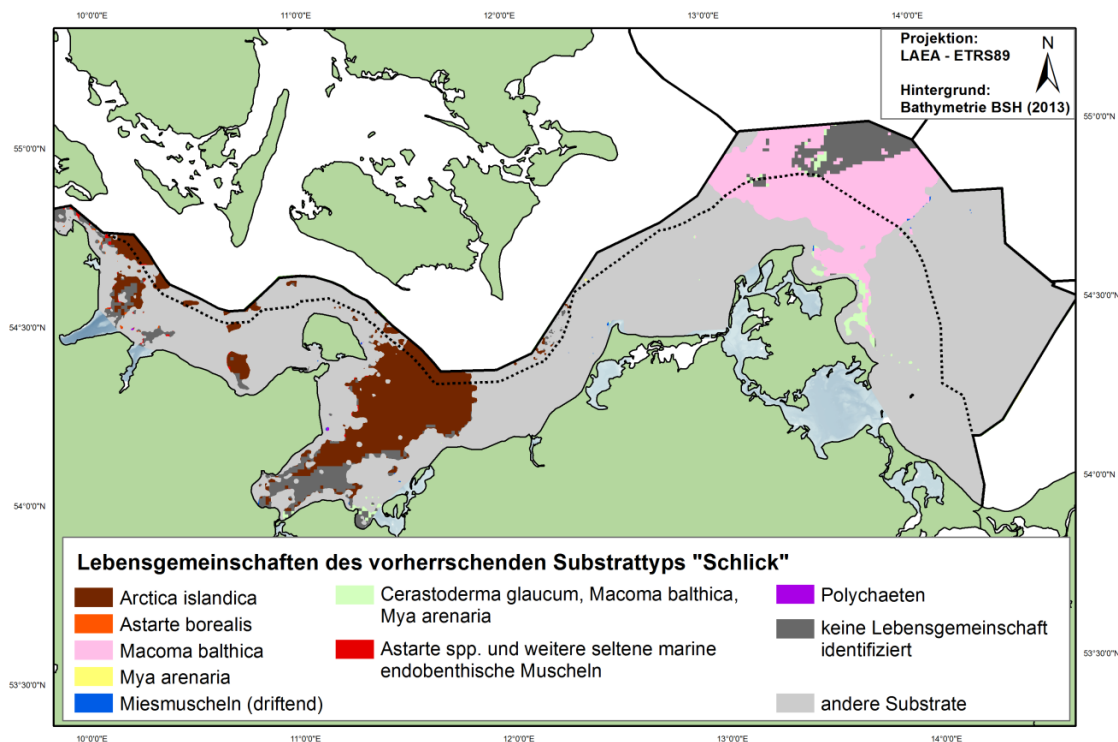 10°0'0"E
11°0'0"E
12°0'0"E
13°0'0"E
14°0'0"E
Projektion:
LAEA - ETRS89
N
Hintergrund:
Bathymetrie BSH (2013)
55°0'0"N
55°0'0"N
54°30'0"N
54°30'0"N
54°0'0"N
54°0'0"N
53°30'0"N
53°30'0"N
Lebensgemeinschaften des vorherrschenden Substrattyps "Schlick"
Arctica islandica
Astarte borealis
Macoma balthica
Mya arenaria
Miesmuscheln (driftend)
Cerastoderma glaucum, Macoma balthica,
Mya arenaria
Astarte spp. und weitere seltene marine
endobenthische Muscheln
Polychaeten
keine Lebensgemeinschaft
identifiziert
andere Substrate
10°0'0"E
11°0'0"E
12°0'0"E
13°0'0"E
14°0'0"E